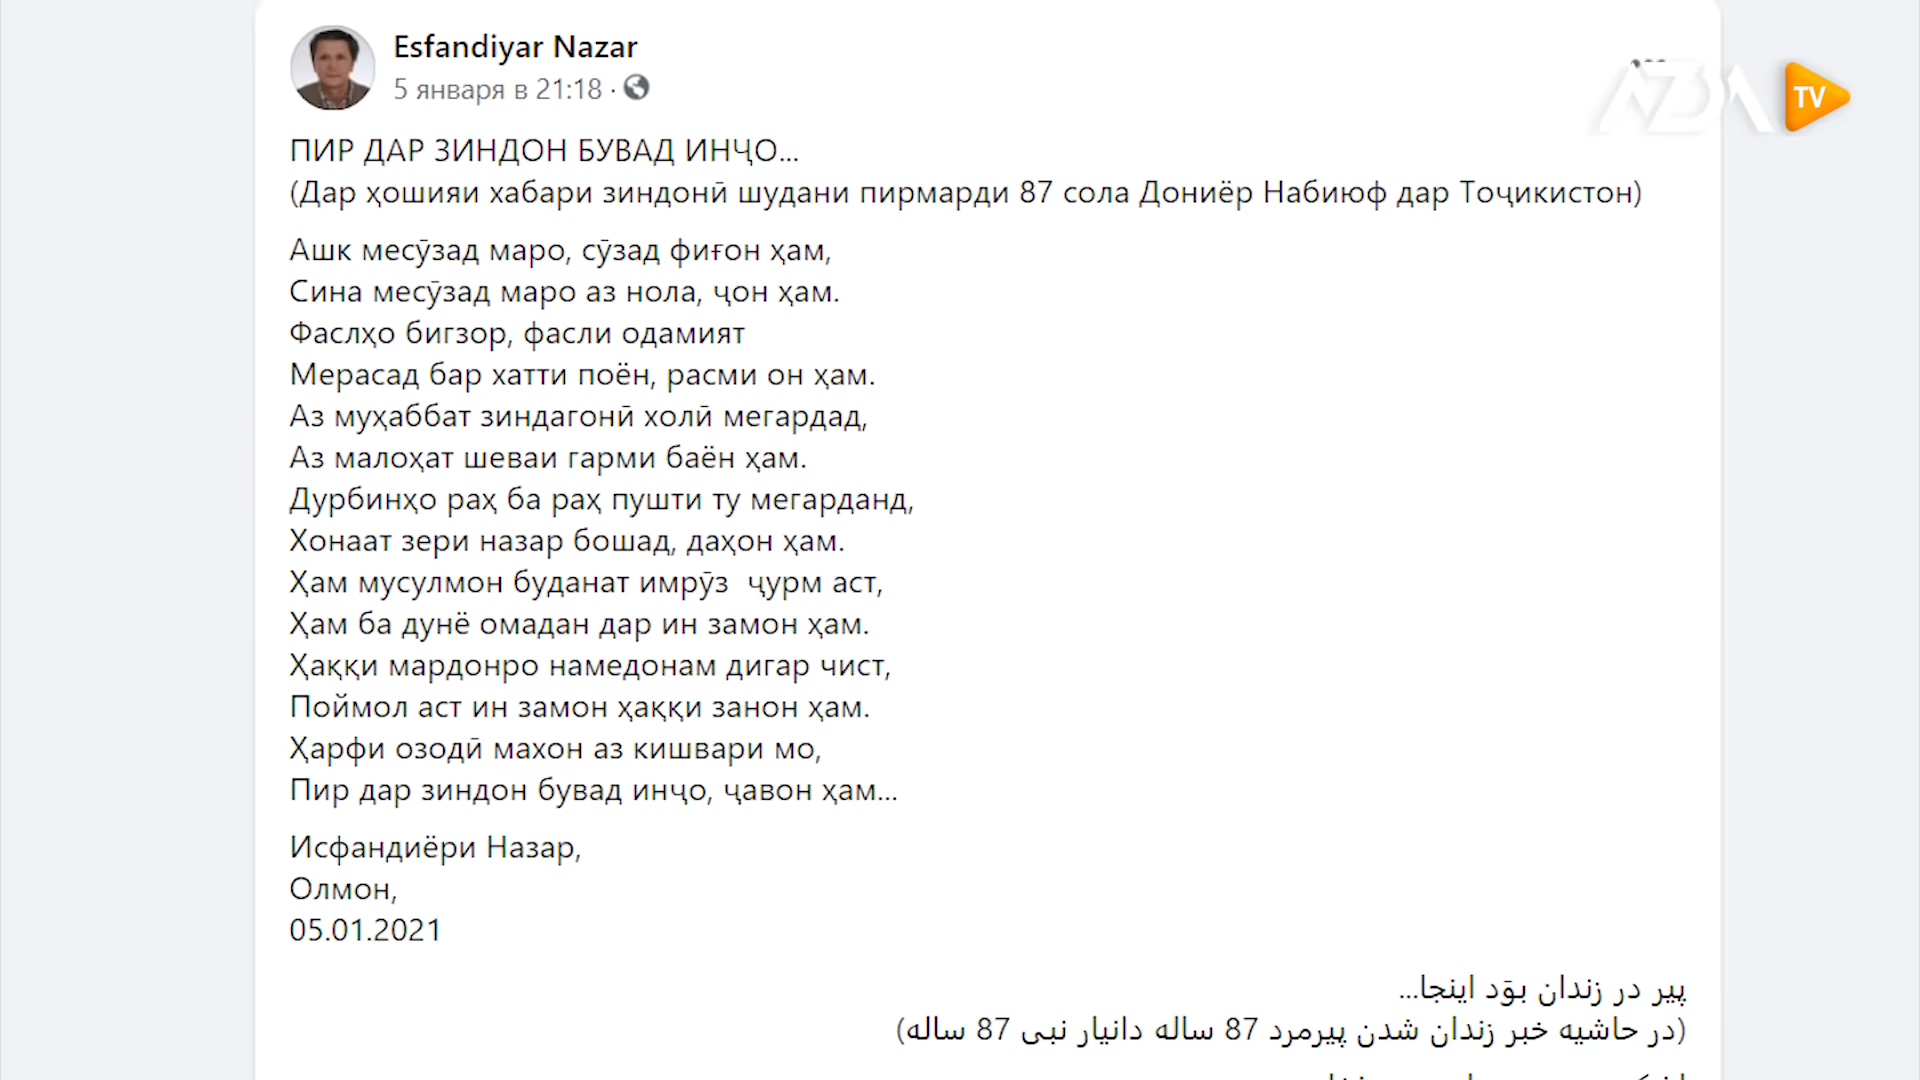 Esfandiyar Nazar
5 января в 21:18 ·
AZDA TV
ПИР ДАР ЗИНДОН БУВАД ИНҶО...
(Дар ҳошияи хабари зиндонӣ шудани пирмарди 87 сола Дониёр Набиюф дар Тоҷикистон)
Ашк месӯзад маро, сӯзад фиғон ҳам,
Сина месӯзад маро аз нола, ҷон ҳам.
Фаслҳо бигзор, фасли одамият
Мерасад бар хатти поён, расми он ҳам.
Аз муҳаббат зиндагонӣ холӣ мегардад,
Аз малоҳат шеваи гарми баён ҳам.
Дурбинҳо раҳ ба раҳ пушти ту мегарданд,
Хонаат зери назар бошад, даҳон ҳам.
Ҳам мусулмон буданат имрӯз ҷурм аст,
Ҳам ба дунё омадан дар ин замон ҳам.
Ҳаққи мардонро намедонам дигар чист,
Поймол аст ин замон ҳаққи занон ҳам.
Ҳарфи озодӣ махон аз кишвари мо,
Пир дар зиндон бувад инҷо, ҷавон ҳам...
Исфандиёри Назар,
Олмон,
05.01.2021
پیر در زندان بوَد اینجا...
(در حاشیه خبر زندان شدن پیرمرد 87 ساله دانیار نبی 87 ساله)